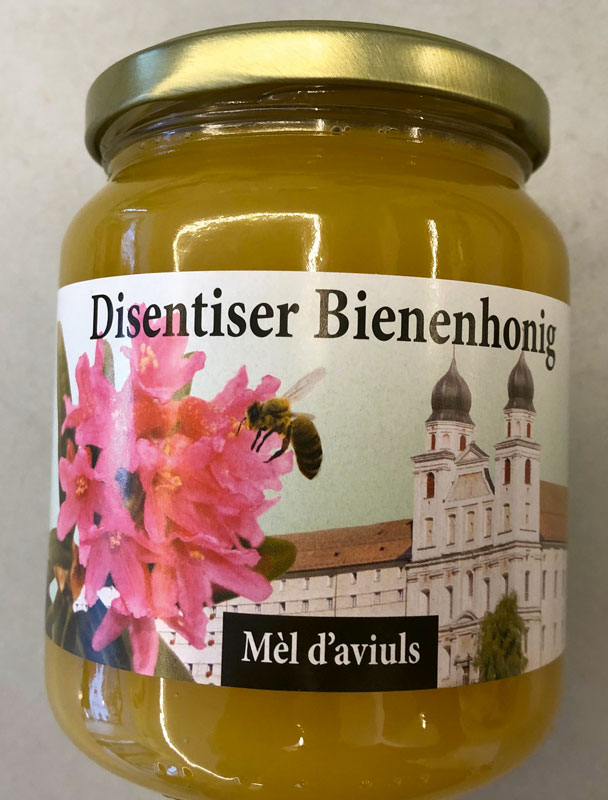 Disentiser Bienenhonig
Mèl d'aviuls